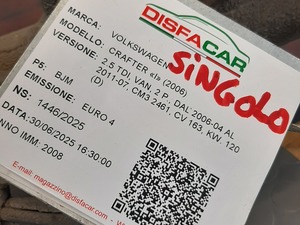 DISFACAR
SINGOLO
MARCA: VOLKSWAGEN
MODELLO: CRAFTER «I» (2006)
VERSIONE: 2.5 TDI, VAN, 2 P., DAL 2006-04 AL
2011-07, CM3 2461, CV 163, KW. 120
P5: BJM
EMISSIONE: EURO 4
NS: 1446/2025
DATA: 30/06/2025 16:30:00
ANNO IMM: 2008
E-mail: magazzino@disfacar.com